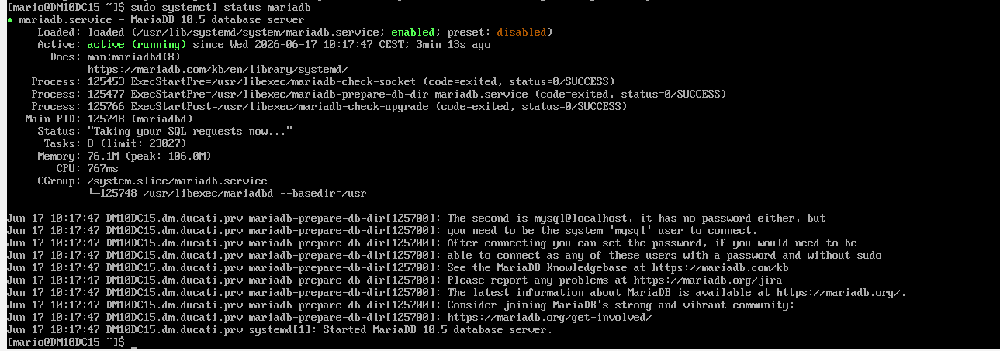 [mario@DM10DC15 ~]$ sudo systemctl status mariadb
● mariadb.service - MariaDB 10.5 database server
     Loaded: loaded (/usr/lib/systemd/system/mariadb.service; enabled; preset: disabled)
     Active: active (running) since Wed 2026-06-17 10:17:47 CEST; 3min 13s ago
       Docs: man:mariadbd(8)
             https://mariadb.com/kb/en/library/systemd/
    Process: 125453 ExecStartPre=/usr/libexec/mariadb-check-socket (code=exited, status=0/SUCCESS)
    Process: 125477 ExecStartPre=/usr/libexec/mariadb-prepare-db-dir mariadb.service (code=exited, status=0/SUCCESS)
    Process: 125766 ExecStartPost=/usr/libexec/mariadb-check-upgrade (code=exited, status=0/SUCCESS)
   Main PID: 125748 (mariadbd)
     Status: "Taking your SQL requests now..."
      Tasks: 8 (limit: 23027)
     Memory: 76.1M (peak: 106.0M)
        CPU: 767ms
     CGroup: /system.slice/mariadb.service
             └─125748 /usr/libexec/mariadbd --basedir=/usr

Jun 17 10:17:47 DM10DC15.dm.ducati.prv mariadb-prepare-db-dir[125700]: The second is mysql@localhost, it has no password either, but
Jun 17 10:17:47 DM10DC15.dm.ducati.prv mariadb-prepare-db-dir[125700]: you need to be the system 'mysql' user to connect.
Jun 17 10:17:47 DM10DC15.dm.ducati.prv mariadb-prepare-db-dir[125700]: After connecting you can set the password, if you would need to be
Jun 17 10:17:47 DM10DC15.dm.ducati.prv mariadb-prepare-db-dir[125700]: able to connect as any of these users with a password and without sudo
Jun 17 10:17:47 DM10DC15.dm.ducati.prv mariadb-prepare-db-dir[125700]: See the MariaDB Knowledgebase at https://mariadb.com/kb
Jun 17 10:17:47 DM10DC15.dm.ducati.prv mariadb-prepare-db-dir[125700]: Please report any problems at https://mariadb.org/jira
Jun 17 10:17:47 DM10DC15.dm.ducati.prv mariadb-prepare-db-dir[125700]: The latest information about MariaDB is available at https://mariadb.org/.
Jun 17 10:17:47 DM10DC15.dm.ducati.prv mariadb-prepare-db-dir[125700]: Consider joining MariaDB's strong and vibrant community:
Jun 17 10:17:47 DM10DC15.dm.ducati.prv mariadb-prepare-db-dir[125700]: https://mariadb.org/get-involved/
Jun 17 10:17:47 DM10DC15.dm.ducati.prv systemd[1]: Started MariaDB 10.5 database server.
[mario@DM10DC15 ~]$ _